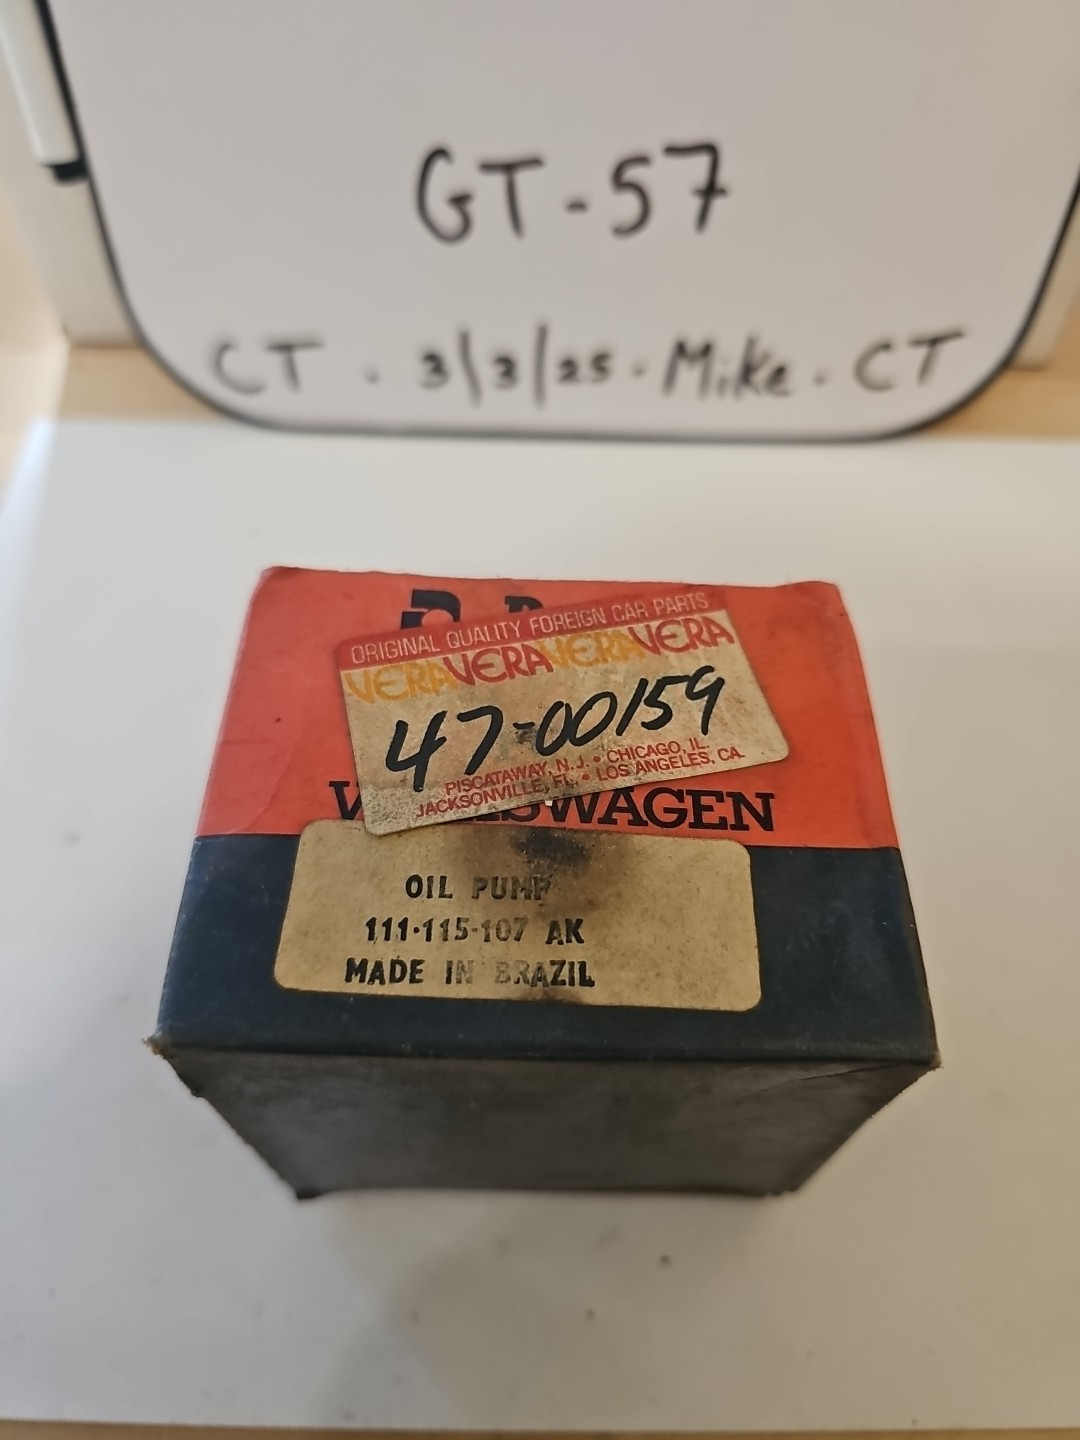 GT-57
CT . 3/3/25 . Mike . CT
ORIGINAL QUALITY FOREIGN CAR PARTS
VERAVERAVERAVERA
47-00159
PISCATAWAY, N.J. • CHICAGO, IL.
JACKSONVILLE, FL. • LOS ANGELES, CA.
OIL PUMP
111·115·107 AK
MADE IN BRAZIL